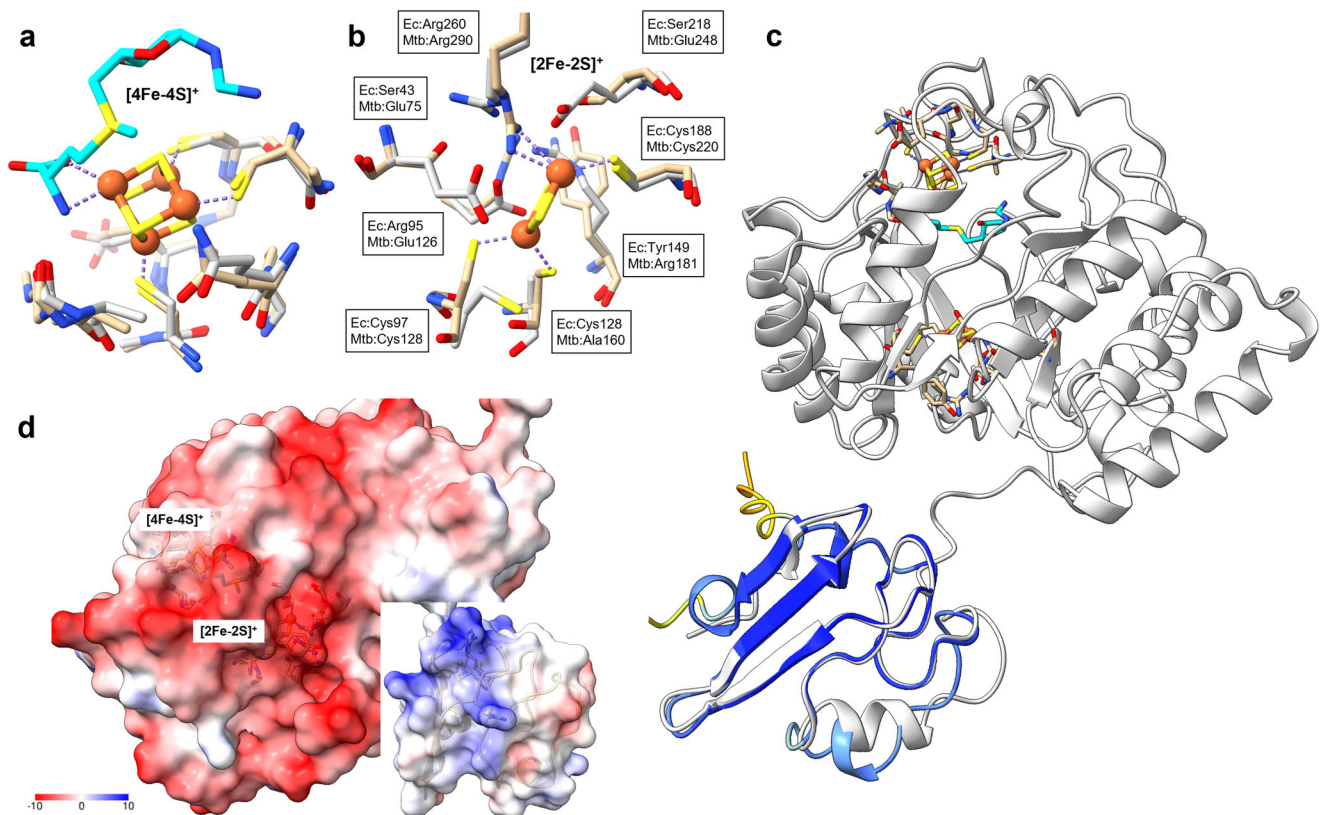 a
[4Fe-4S]+
b
Ec:Arg260
Mtb:Arg290
[2Fe-2S]+
Ec:Ser218
Mtb:Glu248
Ec:Ser43
Mtb:Glu75
Ec:Cys188
Mtb:Cys220
Ec:Arg95
Mtb:Glu126
Ec:Tyr149
Mtb:Arg181
Ec:Cys97
Mtb:Cys128
Ec:Cys128
Mtb:Ala160
c
d
[4Fe-4S]+
[2Fe-2S]+
-10 0 10